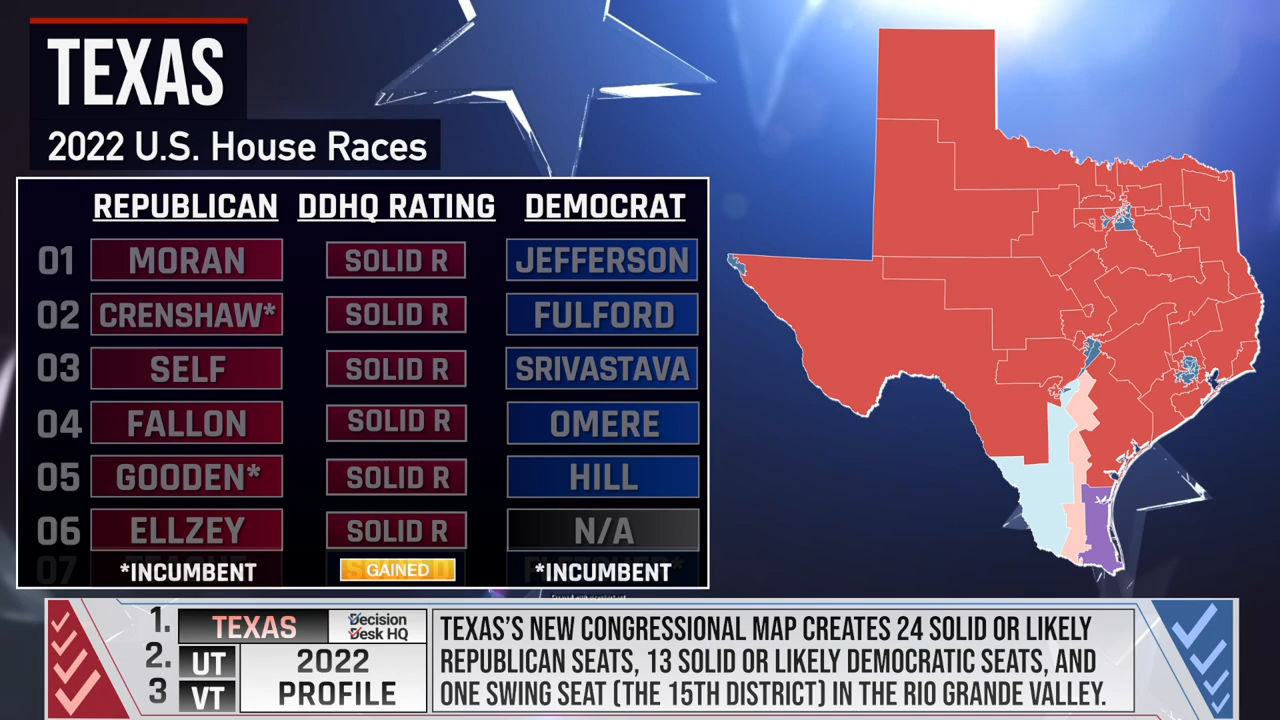 TEXAS
2022 U.S. House Races
REPUBLICAN DDHQ RATING DEMOCRAT
01 MORAN SOLID R JEFFERSON
02 CRENSHAW* SOLID R FULFORD
03 SELF SOLID R SRIVASTAVA
04 FALLON SOLID R OMERE
05 GOODEN* SOLID R HILL
06 ELLZEY SOLID R N/A
07
*INCUMBENT GAINED *INCUMBENT
1. TEXAS Decision Desk HQ
2. UT
3 VT
2022
PROFILE
TEXAS'S NEW CONGRESSIONAL MAP CREATES 24 SOLID OR LIKELY
REPUBLICAN SEATS, 13 SOLID OR LIKELY DEMOCRATIC SEATS, AND
ONE SWING SEAT (THE 15TH DISTRICT) IN THE RIO GRANDE VALLEY.